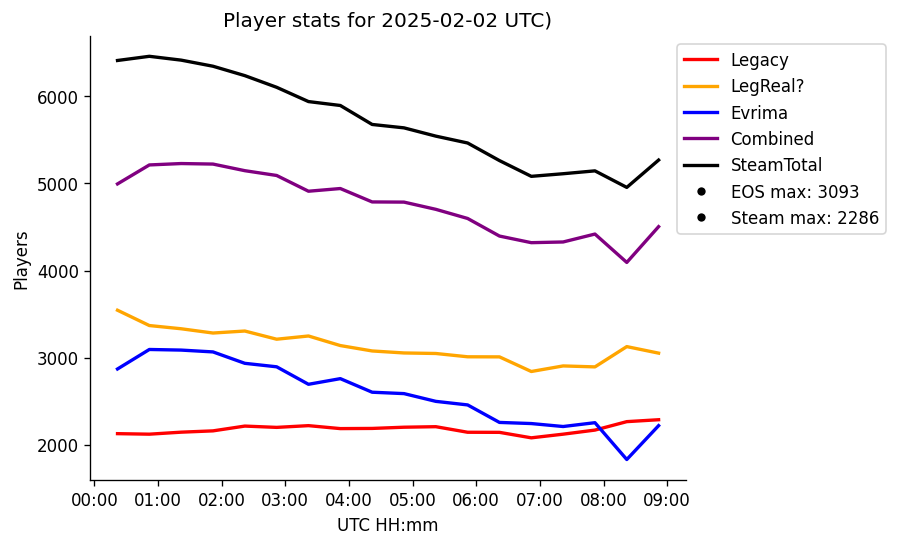 Player stats for 2025-02-02 UTC)
Legacy
LegReal?
Evrima
Combined
SteamTotal
EOS max: 3093
Steam max: 2286
Players
6000
5000
4000
3000
2000
00:00 01:00 02:00 03:00 04:00 05:00 06:00 07:00 08:00 09:00
UTC HH:mm